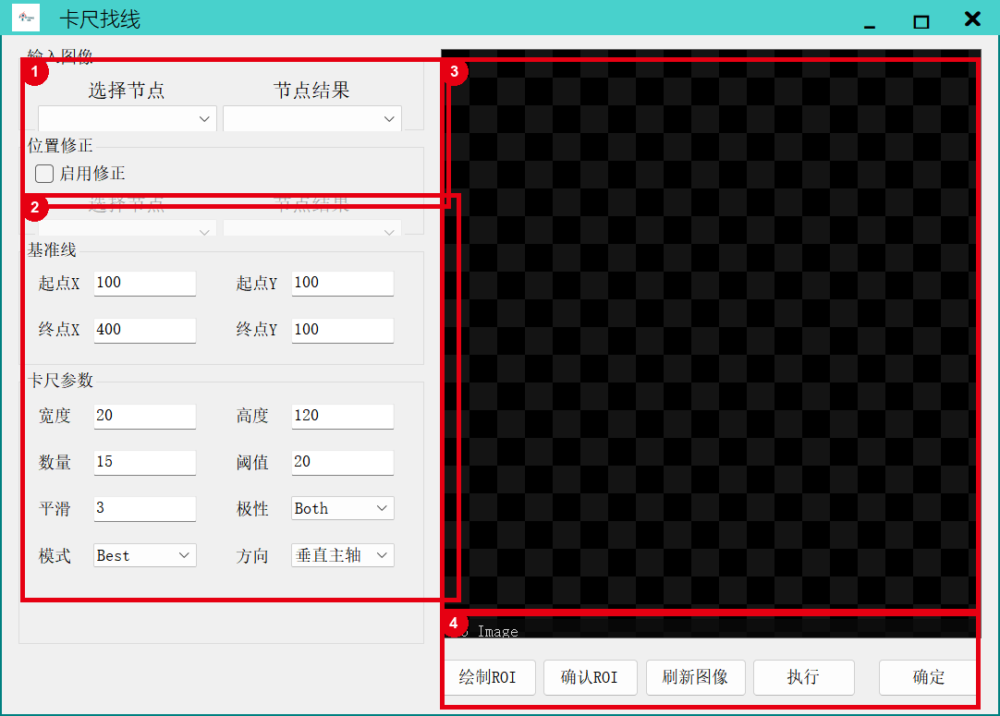 卡尺找线
输入图像
1
3
选择节点 节点结果
位置修正
启用修正
2
选择节点 节点结果
基准线
起点X 100 起点Y 100
终点X 400 终点Y 100
卡尺参数
宽度 20 高度 120
数量 15 阈值 20
平滑 3 极性 Both
模式 Best 方向 垂直主轴
4
Image
绘制ROI 确认ROI 刷新图像 执行 确定